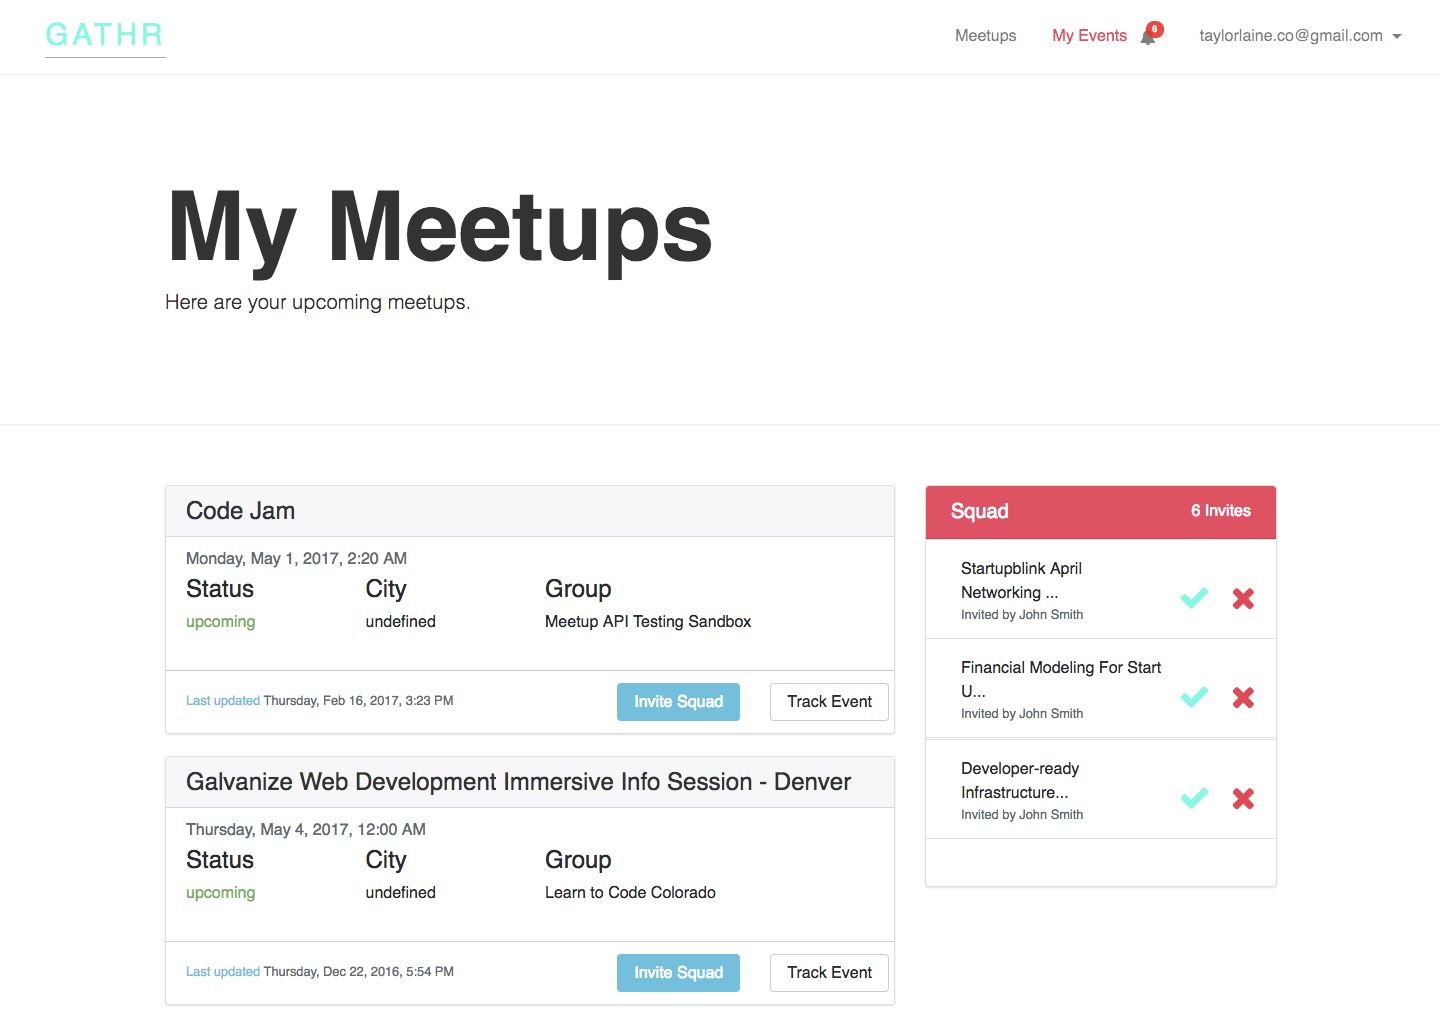 GATHR
Meetups
My Events
6
taylorlaine.co@gmail.com
My Meetups
Here are your upcoming meetups.
Code Jam
Monday, May 1, 2017, 2:20 AM
Status City Group
upcoming undefined Meetup API Testing Sandbox
Last updated Thursday, Feb 16, 2017, 3:23 PM
Invite Squad
Track Event
Galvanize Web Development Immersive Info Session - Denver
Thursday, May 4, 2017, 12:00 AM
Status City Group
upcoming undefined Learn to Code Colorado
Last updated Thursday, Dec 22, 2016, 5:54 PM
Invite Squad
Track Event
Squad
6 Invites
Startupblink April
Networking ...
Invited by John Smith
Financial Modeling For Start
U...
Invited by John Smith
Developer-ready
Infrastructure...
Invited by John Smith